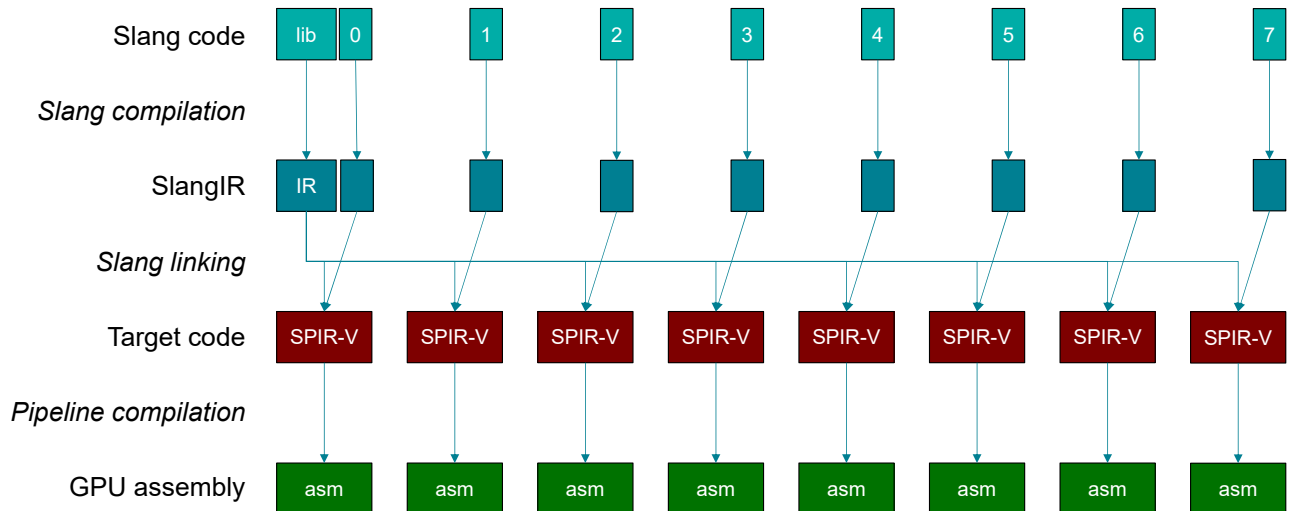 Slang code lib 0 1 2 3 4 5 6 7
Slang compilation
SlangIR IR
Slang linking
Target code SPIR-V SPIR-V SPIR-V SPIR-V SPIR-V SPIR-V SPIR-V SPIR-V
Pipeline compilation
GPU assembly asm asm asm asm asm asm asm asm